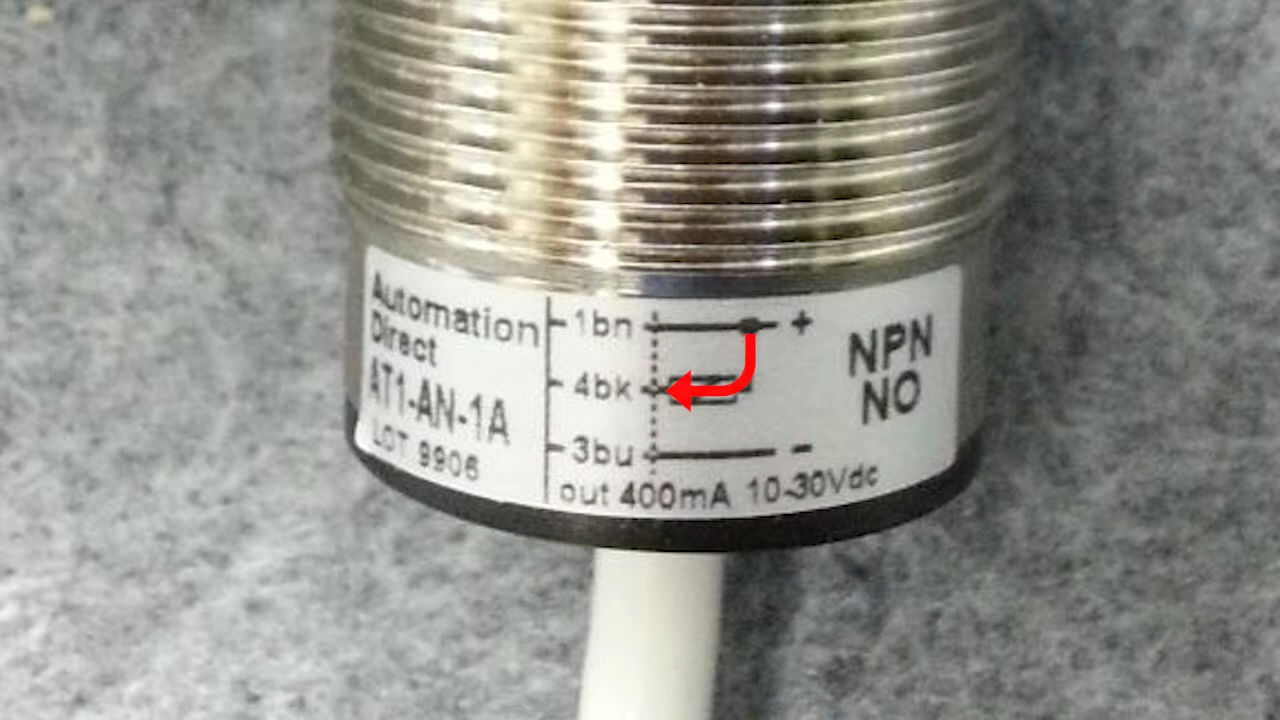 Automation
Direct
AT1-AN-1A
LOT 9906
1bn +
4bk
3bu -
out 400mA 10-30Vdc
NPN
NO